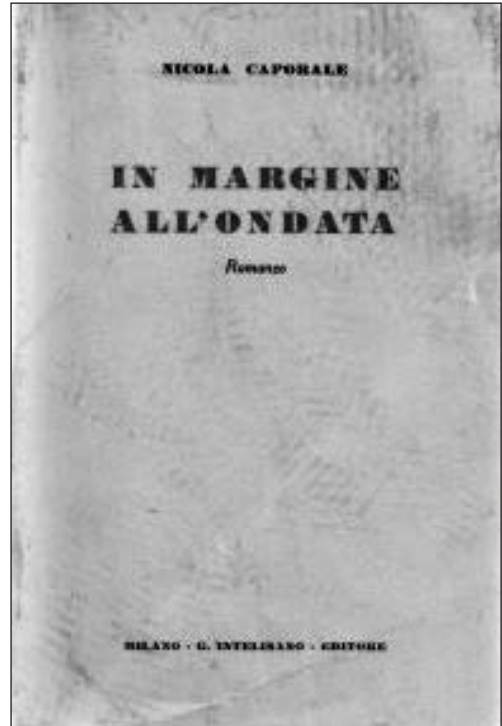 NICOLA CAPORALE
IN MARGINE
ALL'ONDATA
Romanzo
MILANO - G. INTELISANO - EDITORE